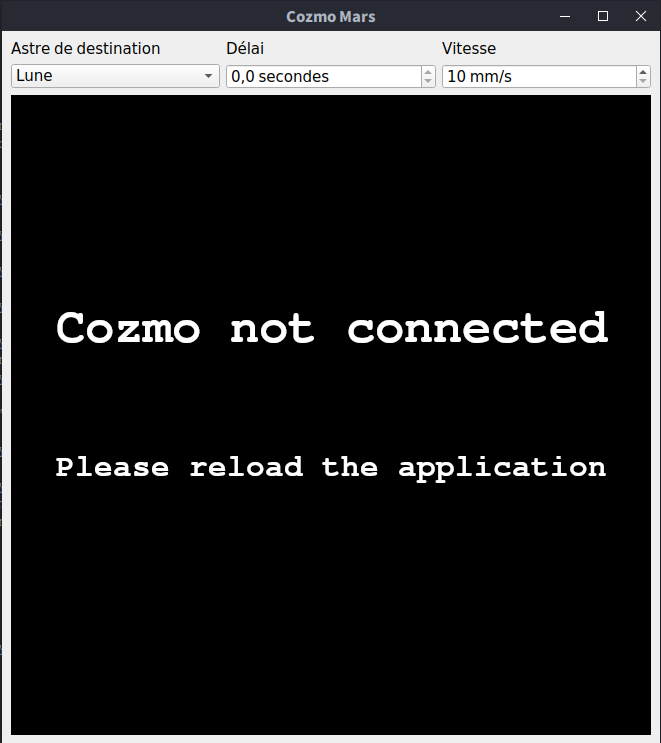 Cozmo Mars
Astre de destination Délai Vitesse
Lune 0,0 secondes 10 mm/s
Cozmo not connected
Please reload the application